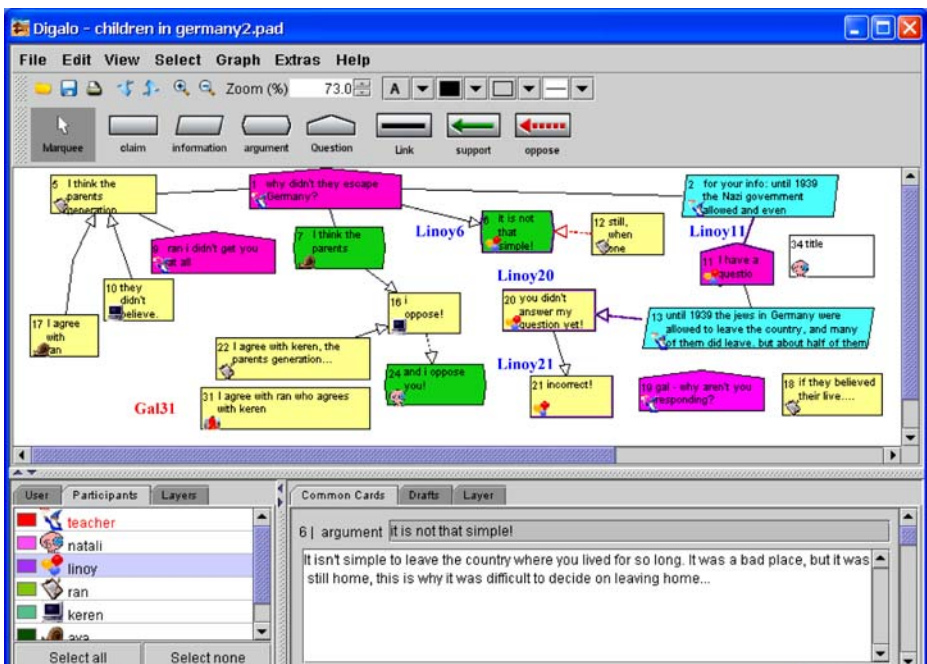 Digalo - children in germany2.pad
File Edit View Select Graph Extras Help
Zoom (%) 73.0 A
Marquee claim information argument Question Link support oppose
5 I think the
parents
generation
1 why didn't they escape
Germany?
2 for your info: until 1939
the Nazi government
allowed and even
Linoy6
6 it is not
that
simple!
12 still,
when
one
Linoy11
9 ran i didn't get you
at all
7 I think the
parents
11 I have a
questio
34 title
10 they
didn't
believe.
Linoy20
16 i
oppose!
20 you didn't
answer my
question yet!
13 until 1939 the jews in Germany were
allowed to leave the country, and many
of them did leave. but about half of them
17 I agree
with
ran
22 I agree with keren, the
parents generation...
24 and i oppose
you!
Linoy21
21 incorrect!
19 gal - why aren't you
responding?
18 if they believed
their live....
Gal31
31 I agree with ran who agrees
with keren
User Participants Layers
Common Cards Drafts Layer
teacher
natali
linoy
ran
keren
aya
Select all Select none
6 | argument it is not that simple!
It isn't simple to leave the country where you lived for so long. It was a bad place, but it was
still home, this is why it was difficult to decide on leaving home...